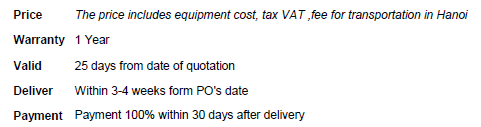 Price The price includes equipment cost, tax VAT ,fee for transportation in Hanoi
Warranty 1 Year
Valid 25 days from date of quotation
Deliver Within 3-4 weeks form PO's date
Payment Payment 100% within 30 days after delivery